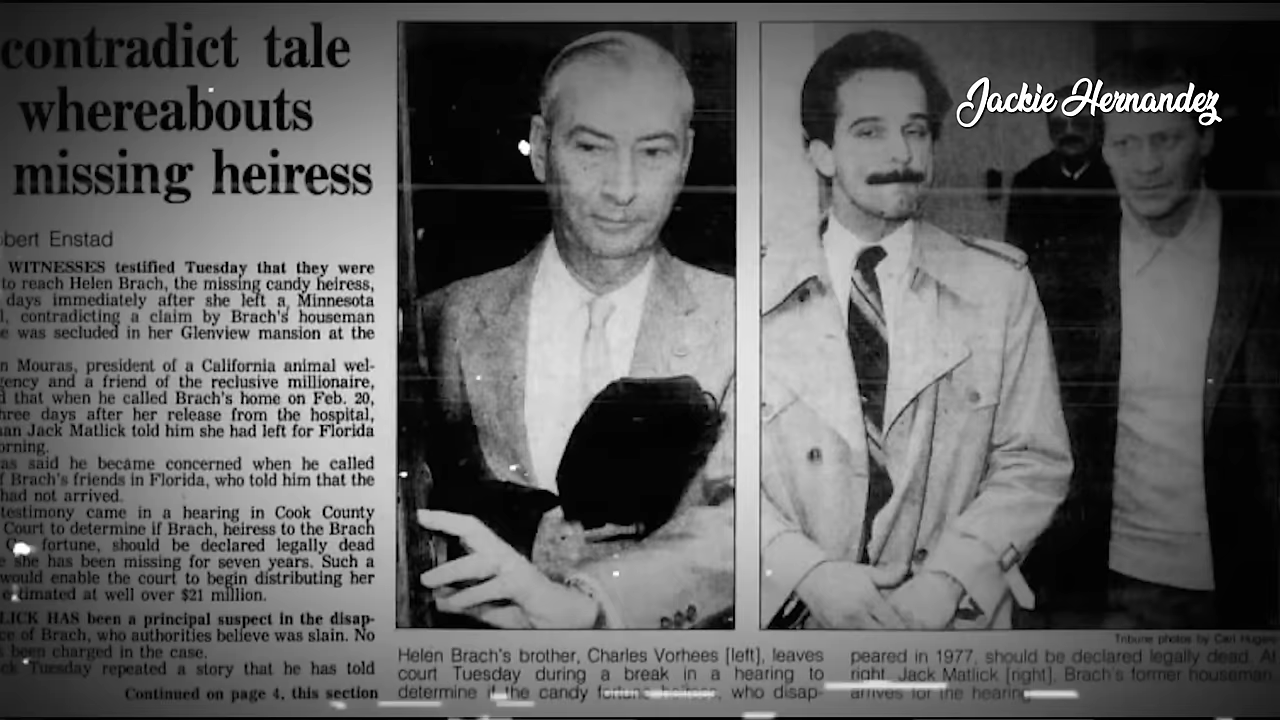 contradict tale
whereabouts
missing heiress
Jackie Hernandez
obert Enstad
WITNESSES testified Tuesday that they were
to reach Helen Brach, the missing candy heiress,
days immediately after she left a Minnesota
l, contradicting a claim by Brach's houseman
e was secluded in her Glenview mansion at the
n Mouras, president of a California animal wel-
gency and a friend of the reclusive millionaire,
d that when he called Brach's home on Feb. 20,
hree days after her release from the hospital,
an Jack Matlick told him she had left for Florida
orning.
as said he became concerned when he called
f Brach's friends in Florida, who told him that the
had not arrived.
testimony came in a hearing in Cook County
Court to determine if Brach, heiress to the Brach
fortune, should be declared legally dead
e she has been missing for seven years. Such a
would enable the court to begin distributing her
estimated at well over $21 million.
LICK HAS been a principal suspect in the disap-
ce of Brach, who authorities believe was slain. No
been charged in the case.
ck Tuesday repeated a story that he has told
Continued on page 4, this section
Tribune photos by Carl Hugare
Helen Brach's brother, Charles Vorhees [left], leaves
court Tuesday during a break in a hearing to
determine if the candy fortune heiress, who disap-
peared in 1977, should be declared legally dead. At
right, Jack Matlick [right], Brach's former houseman,
arrives for the hearing.